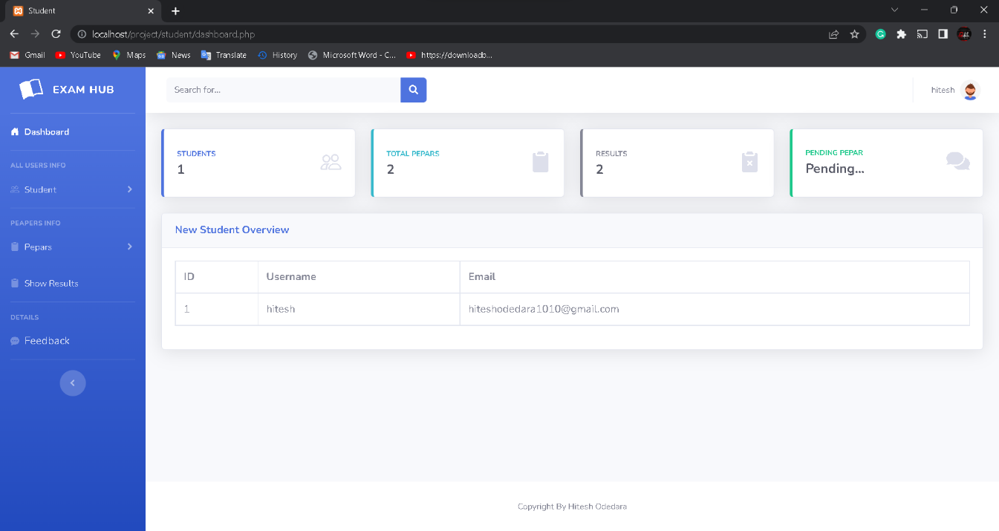 Student
localhost/project/student/dashboard.php
Gmail YouTube Maps News Translate History Microsoft Word - C... https://downloadb...
EXAM HUB
Search for...
hitesh
Dashboard
ALL USERS INFO
Student
PEAPERS INFO
Pepars
Show Results
DETAILS
Feedback
STUDENTS
1
TOTAL PEPARS
2
RESULTS
2
PENDING PEPAR
Pending...
New Student Overview
ID Username Email
1 hitesh hiteshodedara1010@gmail.com
Copyright By Hitesh Odedara